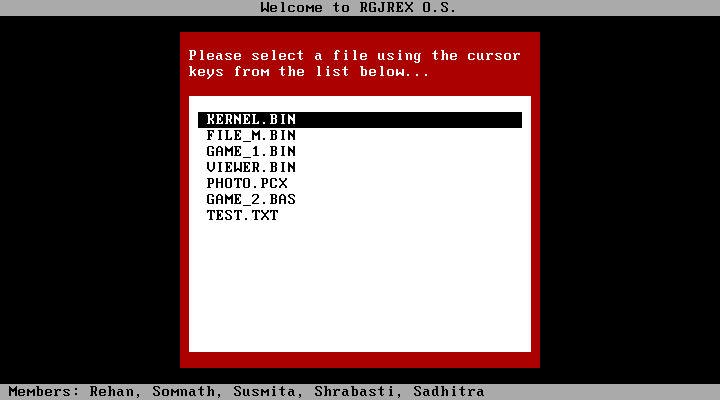 Welcome to RGJREX O.S.
Please select a file using the cursor
keys from the list below...
KERNEL.BIN
FILE_M.BIN
GAME_1.BIN
VIEWER.BIN
PHOTO.PCX
GAME_2.BAS
TEST.TXT
Members: Rehan, Somnath, Susmita, Shrabasti, Sadhitra